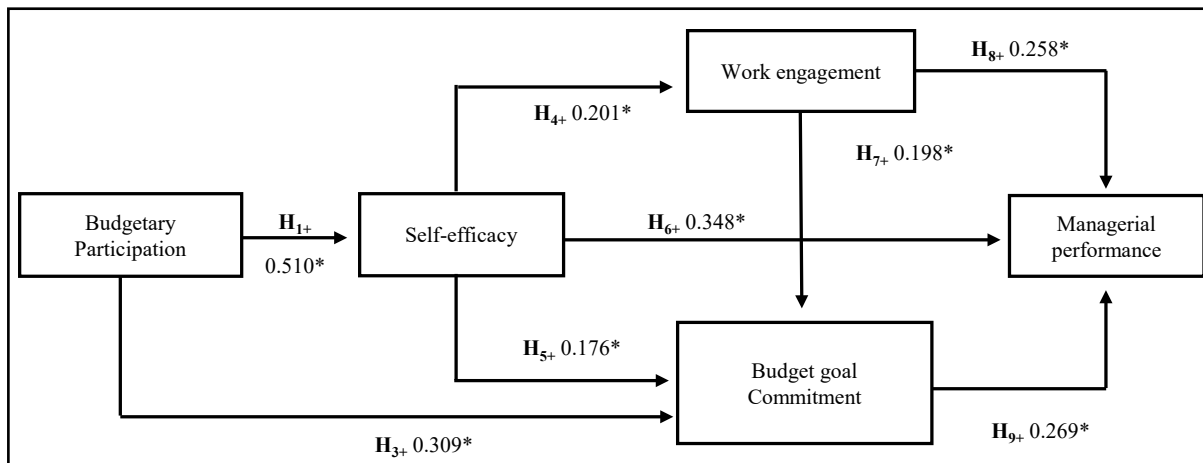 H8+ 0.258*
Work engagement
H4+ 0.201*
H7+ 0.198*
Budgetary
Participation
H1+
0.510*
Self-efficacy
H6+ 0.348*
Managerial
performance
H5+ 0.176*
Budget goal
Commitment
H3+ 0.309*
H9+ 0.269*